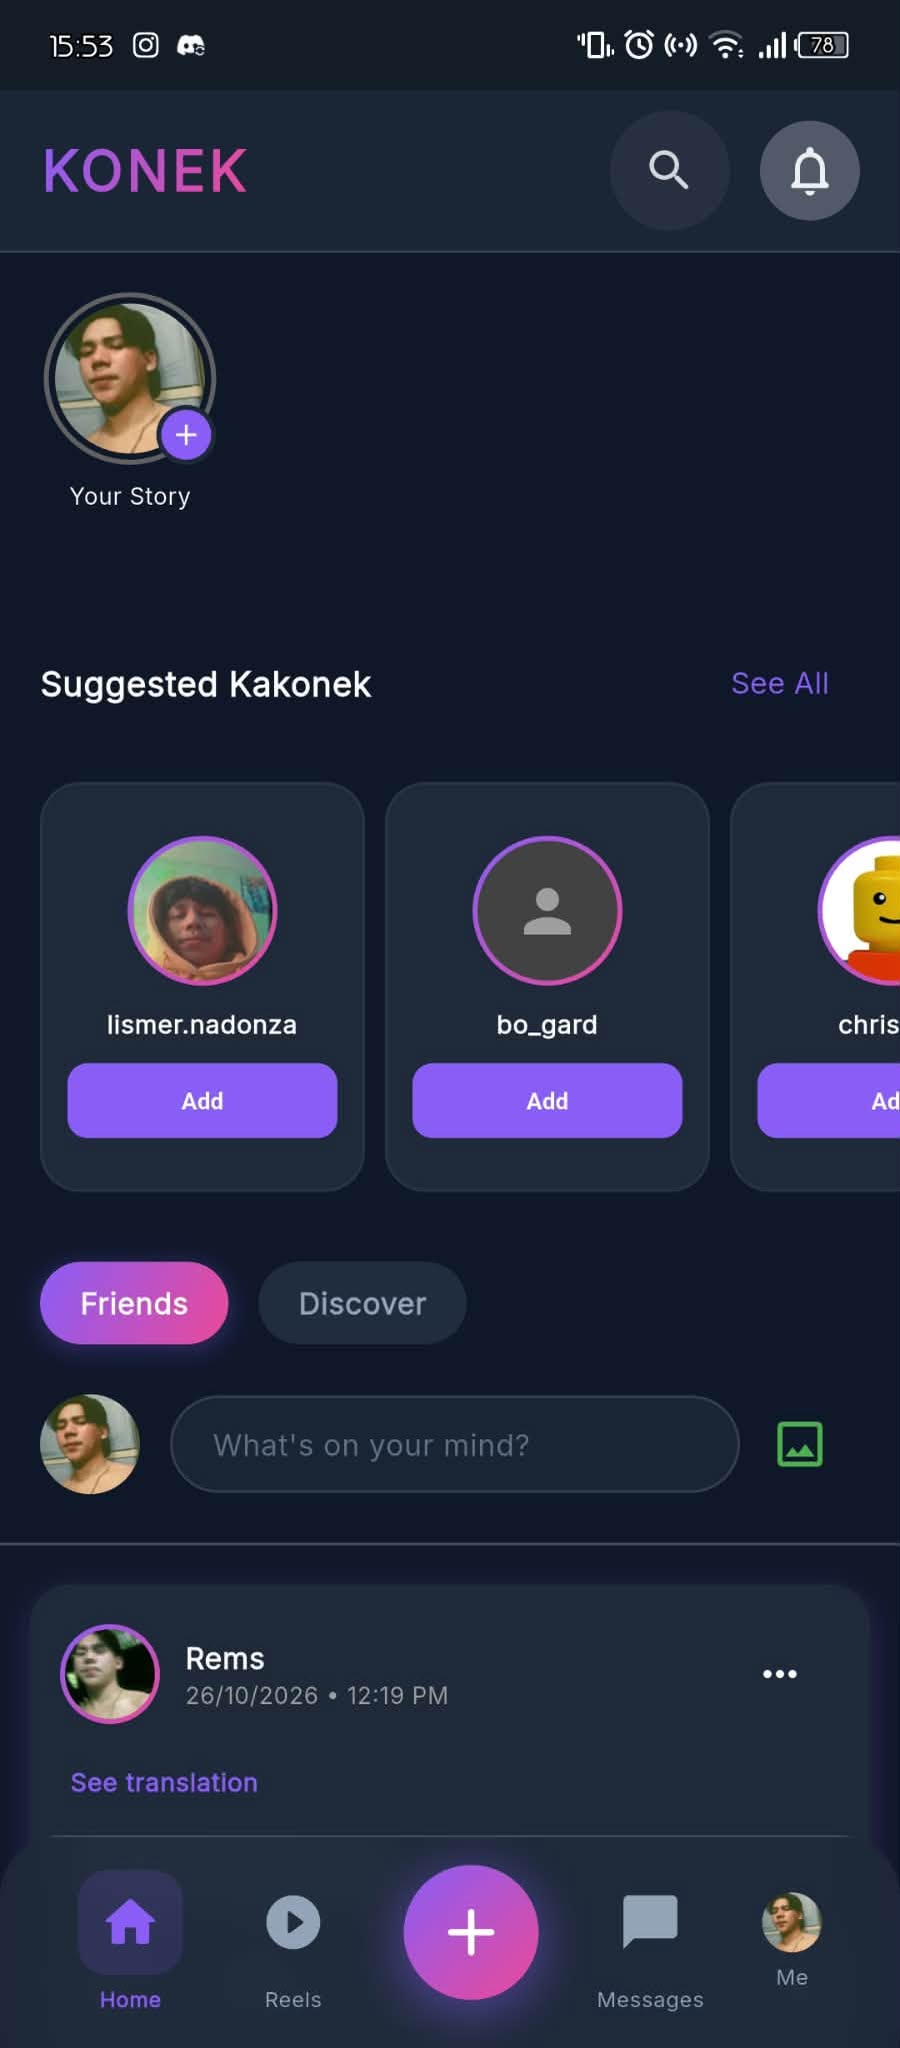 15:53
78
KONEK
Your Story
Suggested Kakonek
See All
lismer.nadonza
bo_gard
chris
Add
Add
Ad
Friends
Discover
What's on your mind?
Rems
26/10/2026 • 12:19 PM
See translation
Home
Reels
Messages
Me